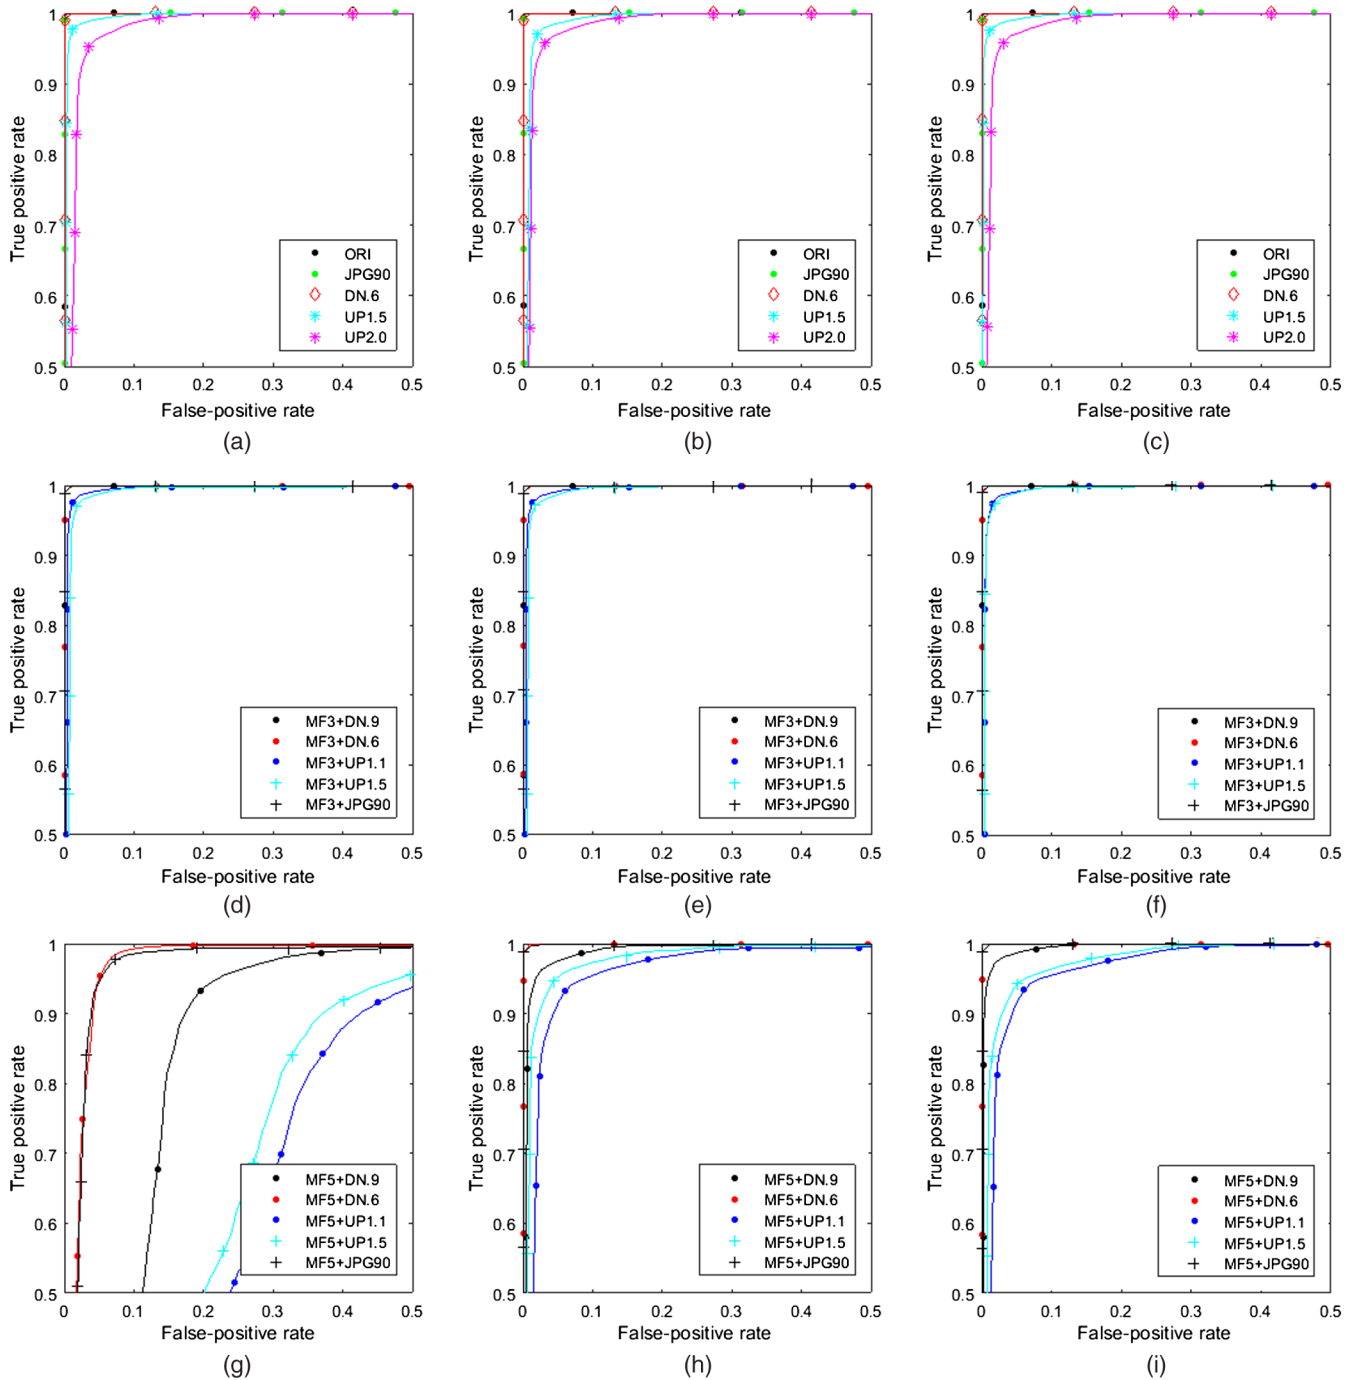 1
0.9
0.8
0.7
0.6
0.5
True positive rate
ORI
JPG90
DN.6
UP1.5
UP2.0
0 0.1 0.2 0.3 0.4 0.5
False-positive rate
(a)
1
0.9
0.8
0.7
0.6
0.5
True positive rate
ORI
JPG90
DN.6
UP1.5
UP2.0
0 0.1 0.2 0.3 0.4 0.5
False-positive rate
(b)
1
0.9
0.8
0.7
0.6
0.5
True positive rate
ORI
JPG90
DN.6
UP1.5
UP2.0
0 0.1 0.2 0.3 0.4 0.5
False-positive rate
(c)
1
0.9
0.8
0.7
0.6
0.5
True positive rate
MF3+DN.9
MF3+DN.6
MF3+UP1.1
MF3+UP1.5
MF3+JPG90
0 0.1 0.2 0.3 0.4 0.5
False-positive rate
(d)
1
0.9
0.8
0.7
0.6
0.5
True positive rate
MF3+DN.9
MF3+DN.6
MF3+UP1.1
MF3+UP1.5
MF3+JPG90
0 0.1 0.2 0.3 0.4 0.5
False-positive rate
(e)
1
0.9
0.8
0.7
0.6
0.5
True positive rate
MF3+DN.9
MF3+DN.6
MF3+UP1.1
MF3+UP1.5
MF3+JPG90
0 0.1 0.2 0.3 0.4 0.5
False-positive rate
(f)
1
0.9
0.8
0.7
0.6
0.5
True positive rate
MF5+DN.9
MF5+DN.6
MF5+UP1.1
MF5+UP1.5
MF5+JPG90
0 0.1 0.2 0.3 0.4 0.5
False-positive rate
(g)
1
0.9
0.8
0.7
0.6
0.5
True positive rate
MF5+DN.9
MF5+DN.6
MF5+UP1.1
MF5+UP1.5
MF5+JPG90
0 0.1 0.2 0.3 0.4 0.5
False-positive rate
(h)
1
0.9
0.8
0.7
0.6
0.5
True positive rate
MF5+DN.9
MF5+DN.6
MF5+UP1.1
MF5+UP1.5
MF5+JPG90
0 0.1 0.2 0.3 0.4 0.5
False-positive rate
(i)